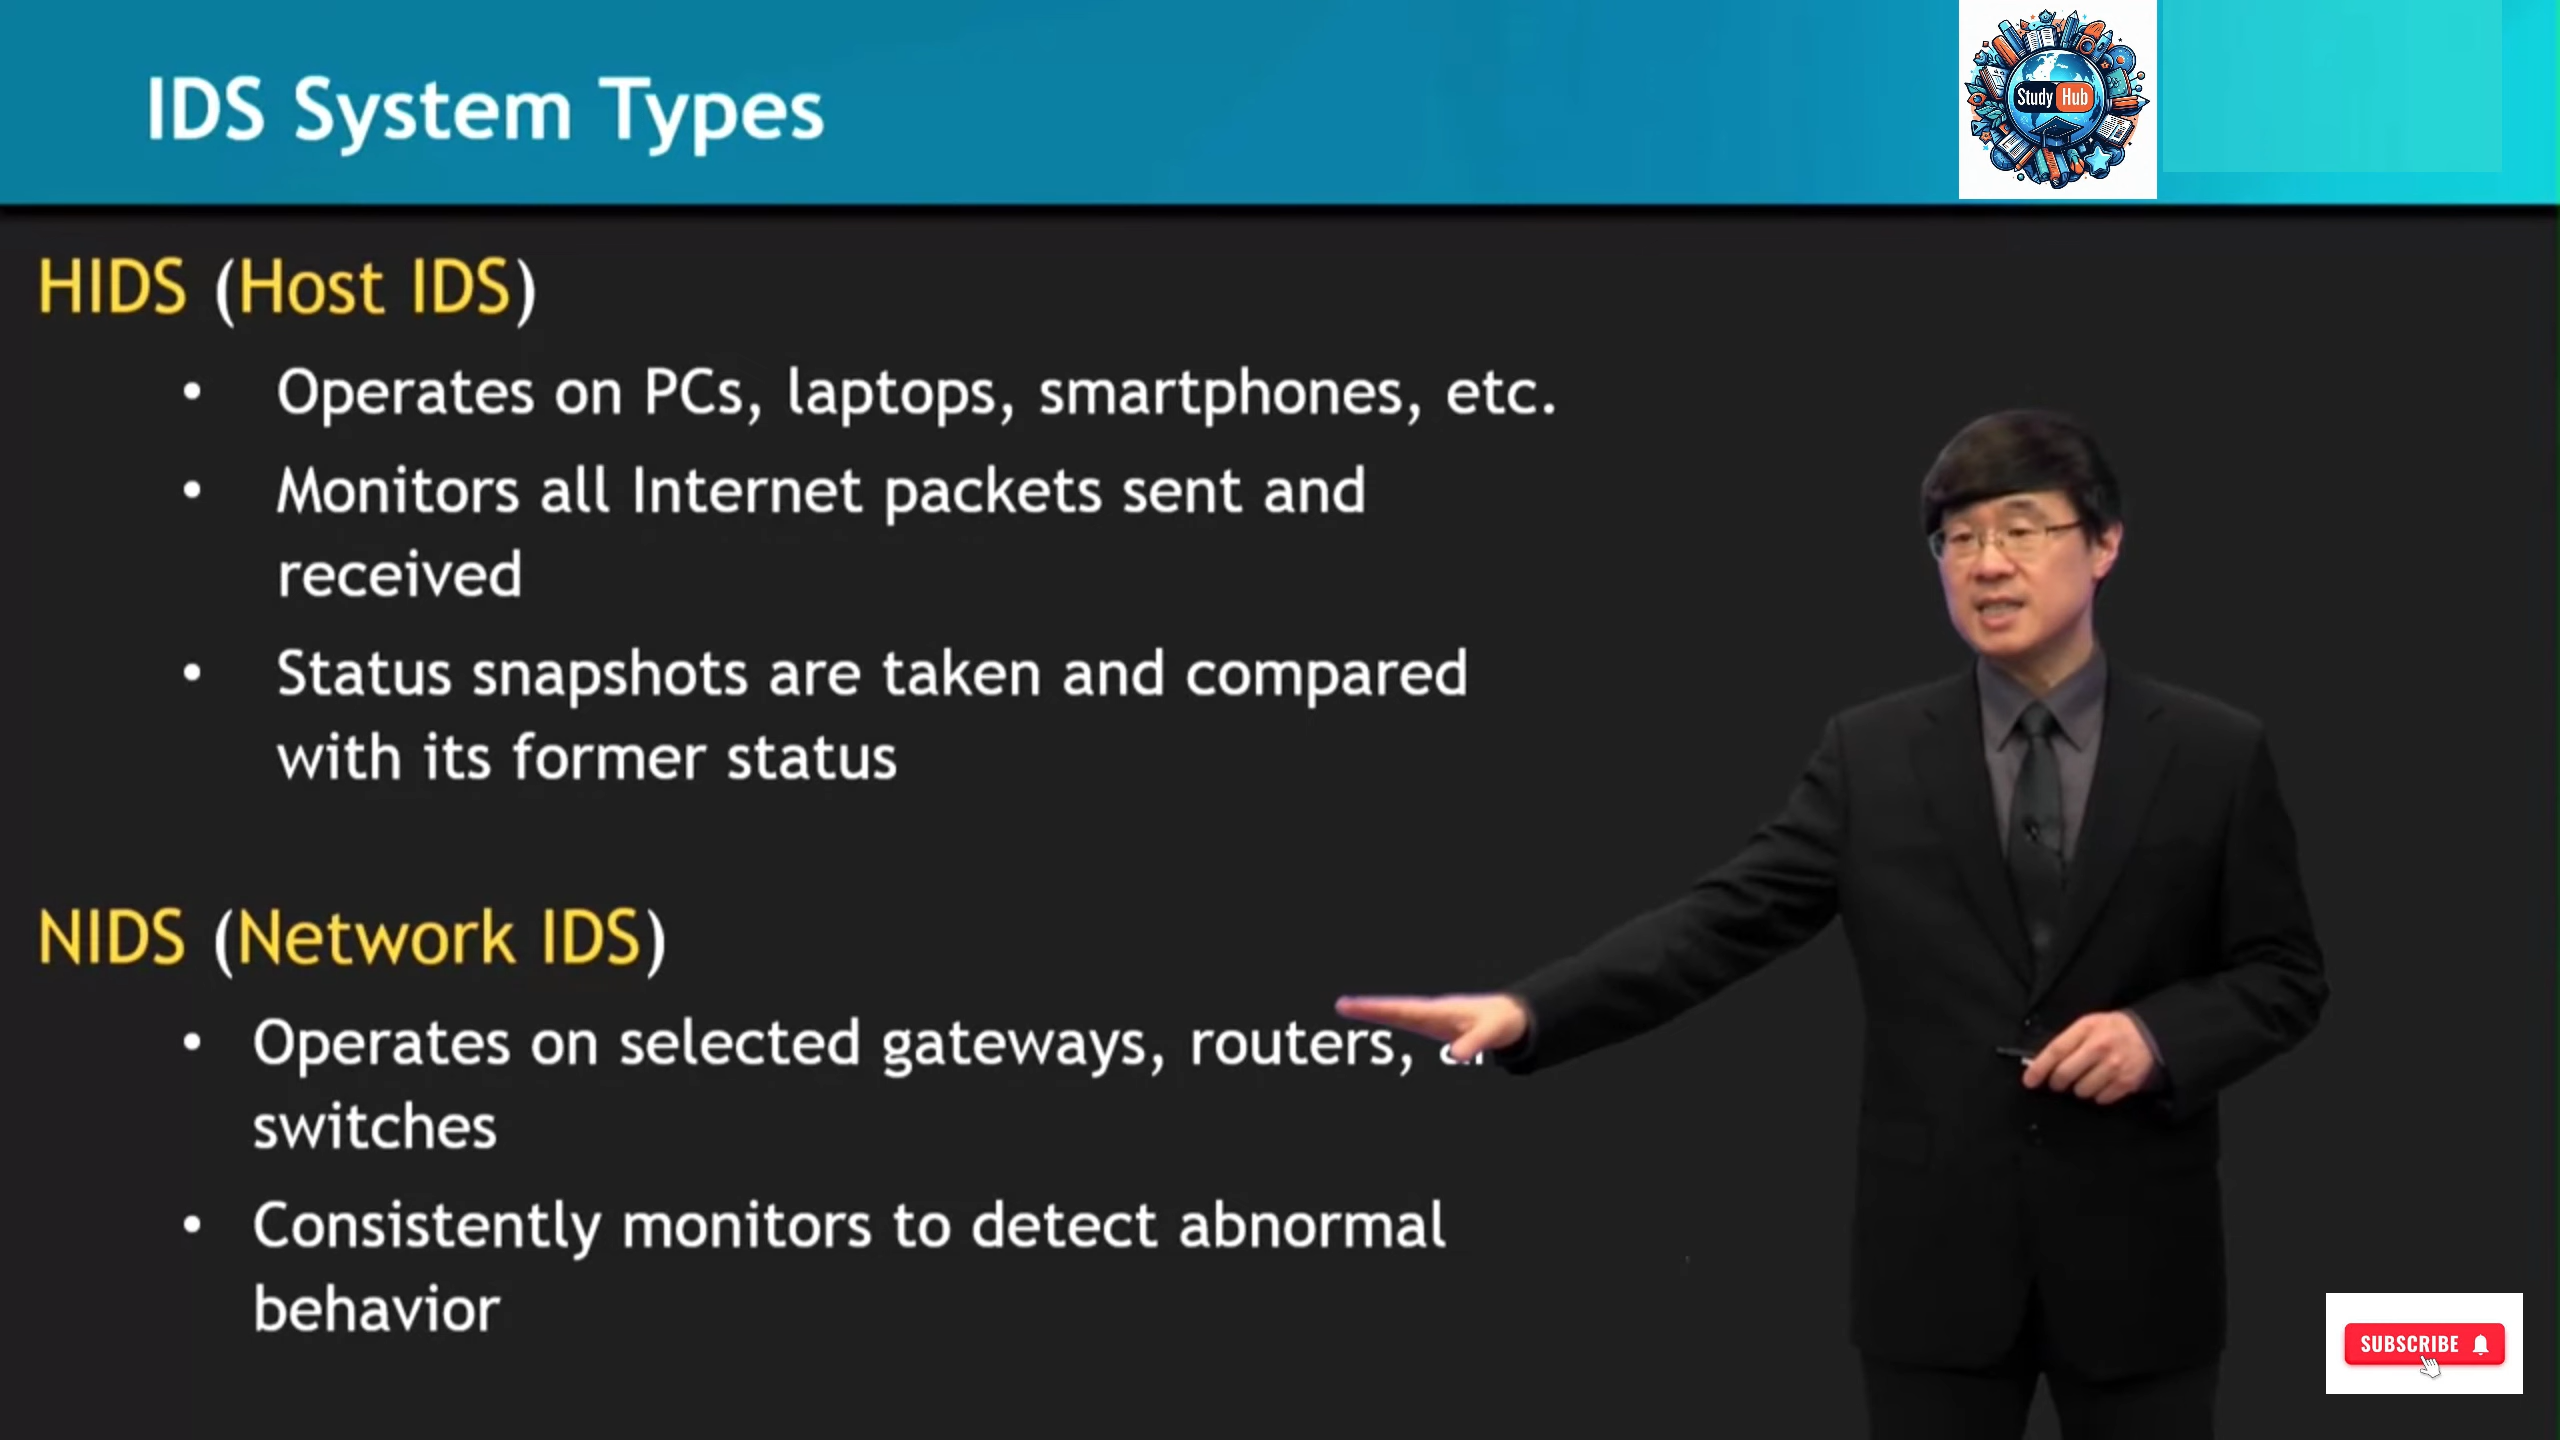 IDS System Types
Study Hub
HIDS (Host IDS)
• Operates on PCs, laptops, smartphones, etc.
• Monitors all Internet packets sent and
received
• Status snapshots are taken and compared
with its former status
NIDS (Network IDS)
• Operates on selected gateways, routers,
switches
• Consistently monitors to detect abnormal
behavior
SUBSCRIBE